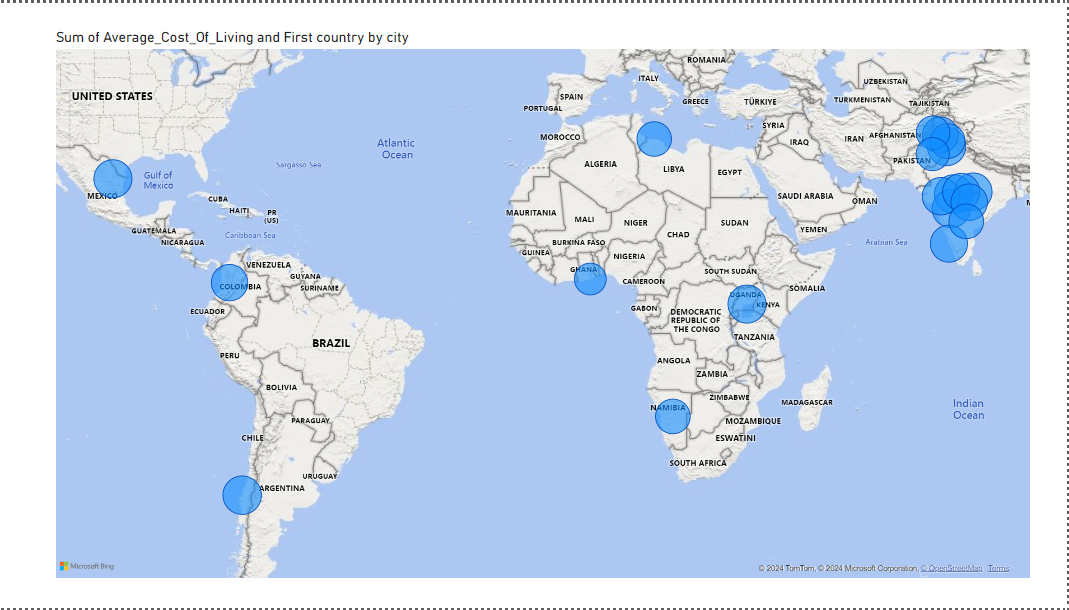 Sum of Average_Cost_Of_Living and First country by city
ROMANIA
ITALY
UZBEKISTAN
UNITED STATES
SPAIN
GREECE
TÜRKIYE
TURKMENISTAN
TAJIKISTAN
PORTUGAL
SYRIA
MOROCCO
IRAN
AFGHANISTAN
Atlantic
Ocean
IRAQ
PAKISTAN
Sargasso Sea
ALGERIA
LIBYA
EGYPT
Gulf of
Mexico
MEXICO
CUBA
SAUDI ARABIA
OMAN
HAITI
PR
(US)
MAURITANIA
MALI
NIGER
SUDAN
GUATEMALA
Caribbean Sea
CHAD
YEMEN
NICARAGUA
BURKINA FASO
Arabian Sea
GUINEA
NIGERIA
VENEZUELA
GHANA
SOUTH SUDAN
GUYANA
CAMEROON
COLOMBIA
SURINAME
SOMALIA
UGANDA
KENYA
ECUADOR
GABON
DEMOCRATIC
REPUBLIC OF
THE CONGO
BRAZIL
TANZANIA
PERU
ANGOLA
ZAMBIA
BOLIVIA
ZIMBABWE
MADAGASCAR
Indian
Ocean
NAMIBIA
PARAGUAY
MOZAMBIQUE
CHILE
ESWATINI
SOUTH AFRICA
URUGUAY
ARGENTINA
Microsoft Bing
© 2024 TomTom, © 2024 Microsoft Corporation, © OpenStreetMap Terms